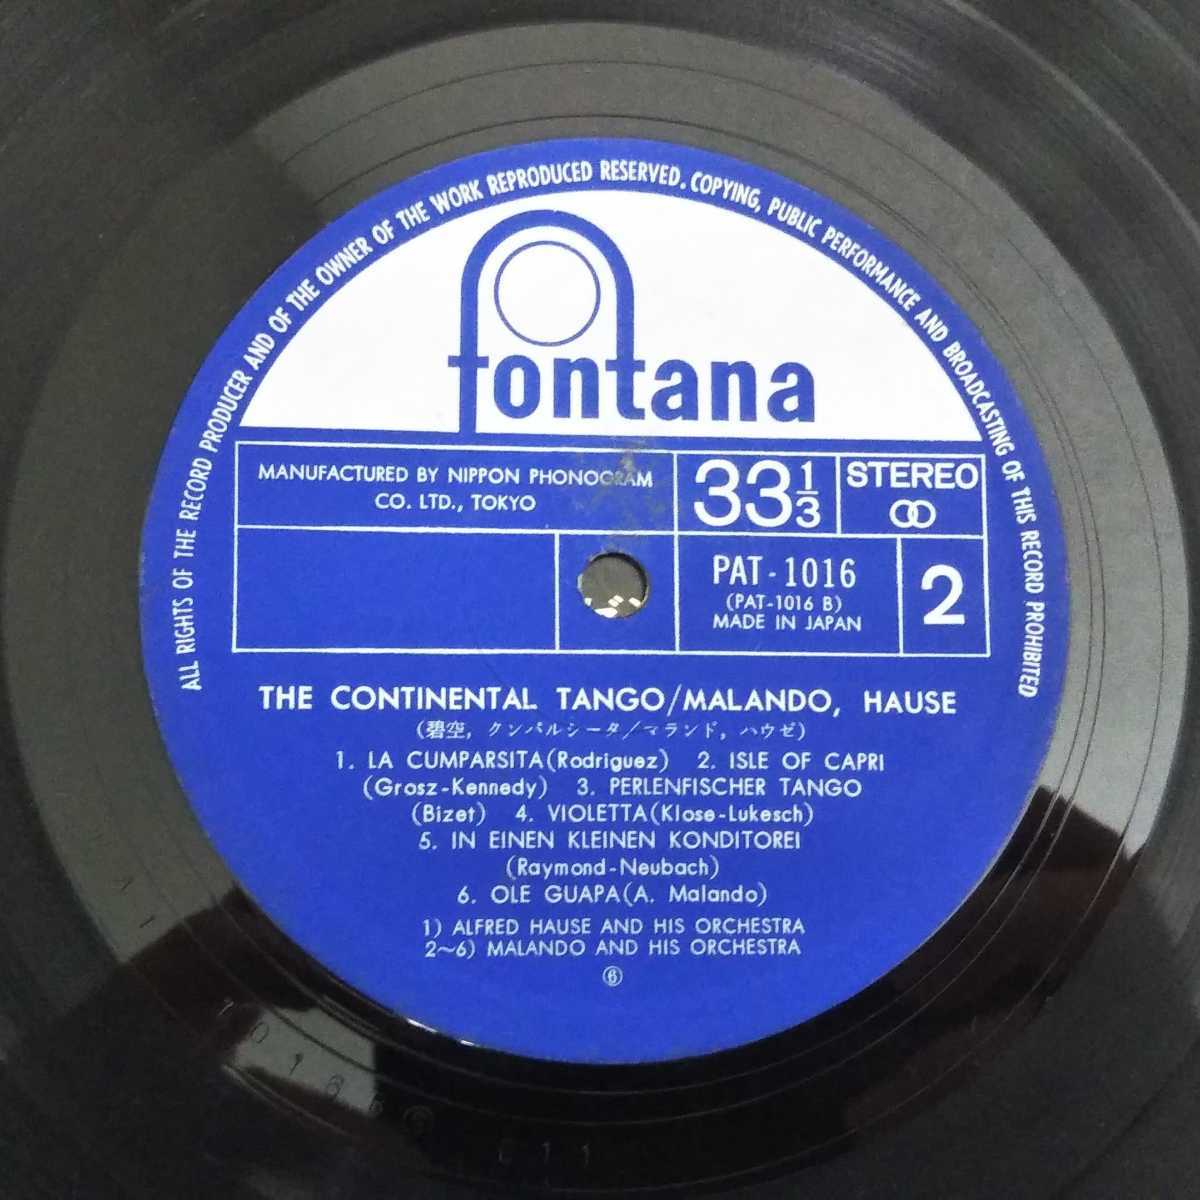 ALL RIGHTS OF THE RECORD PRODUCER AND OF THE OWNER OF THE WORK REPRODUCED RESERVED. COPYING, PUBLIC PERFORMANCE AND BROADCASTING OF THIS RECORD PROHIBITED
fontana
MANUFACTURED BY NIPPON PHONOGRAM
CO. LTD., TOKYO
33 1/3
STEREO
PAT-1016
(PAT-1016 B)
MADE IN JAPAN
2
THE CONTINENTAL TANGO/MALANDO, HAUSE
(碧空, クンパルシータ/マランド, ハウゼ)
1. LA CUMPARSITA(Rodriguez) 2. ISLE OF CAPRI
(Grosz-Kennedy) 3. PERLENFISCHER TANGO
(Bizet) 4. VIOLETTA(Klose-Lukesch)
5. IN EINEN KLEINEN KONDITOREI
(Raymond-Neubach)
6. OLE GUAPA(A. Malando)
1) ALFRED HAUSE AND HIS ORCHESTRA
2~6) MALANDO AND HIS ORCHESTRA